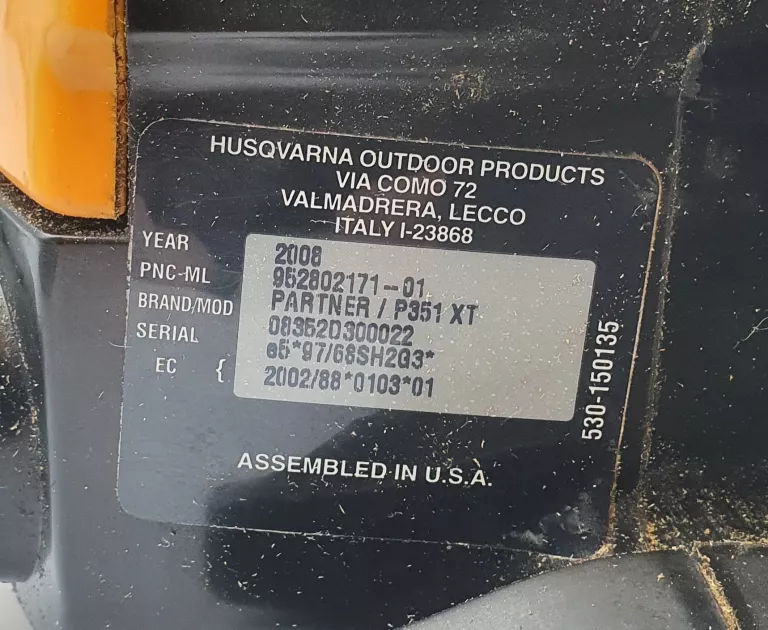 HUSQVARNA OUTDOOR PRODUCTS
VIA COMO 72
VALMADRERA, LECCO
ITALY I-23868
YEAR 2008
PNC-ML 952802171-01
BRAND/MOD PARTNER / P351 XT
SERIAL 08352D300022
EC { e5*97/68SH2G3*
2002/88*0103*01
530-150135
ASSEMBLED IN U.S.A.